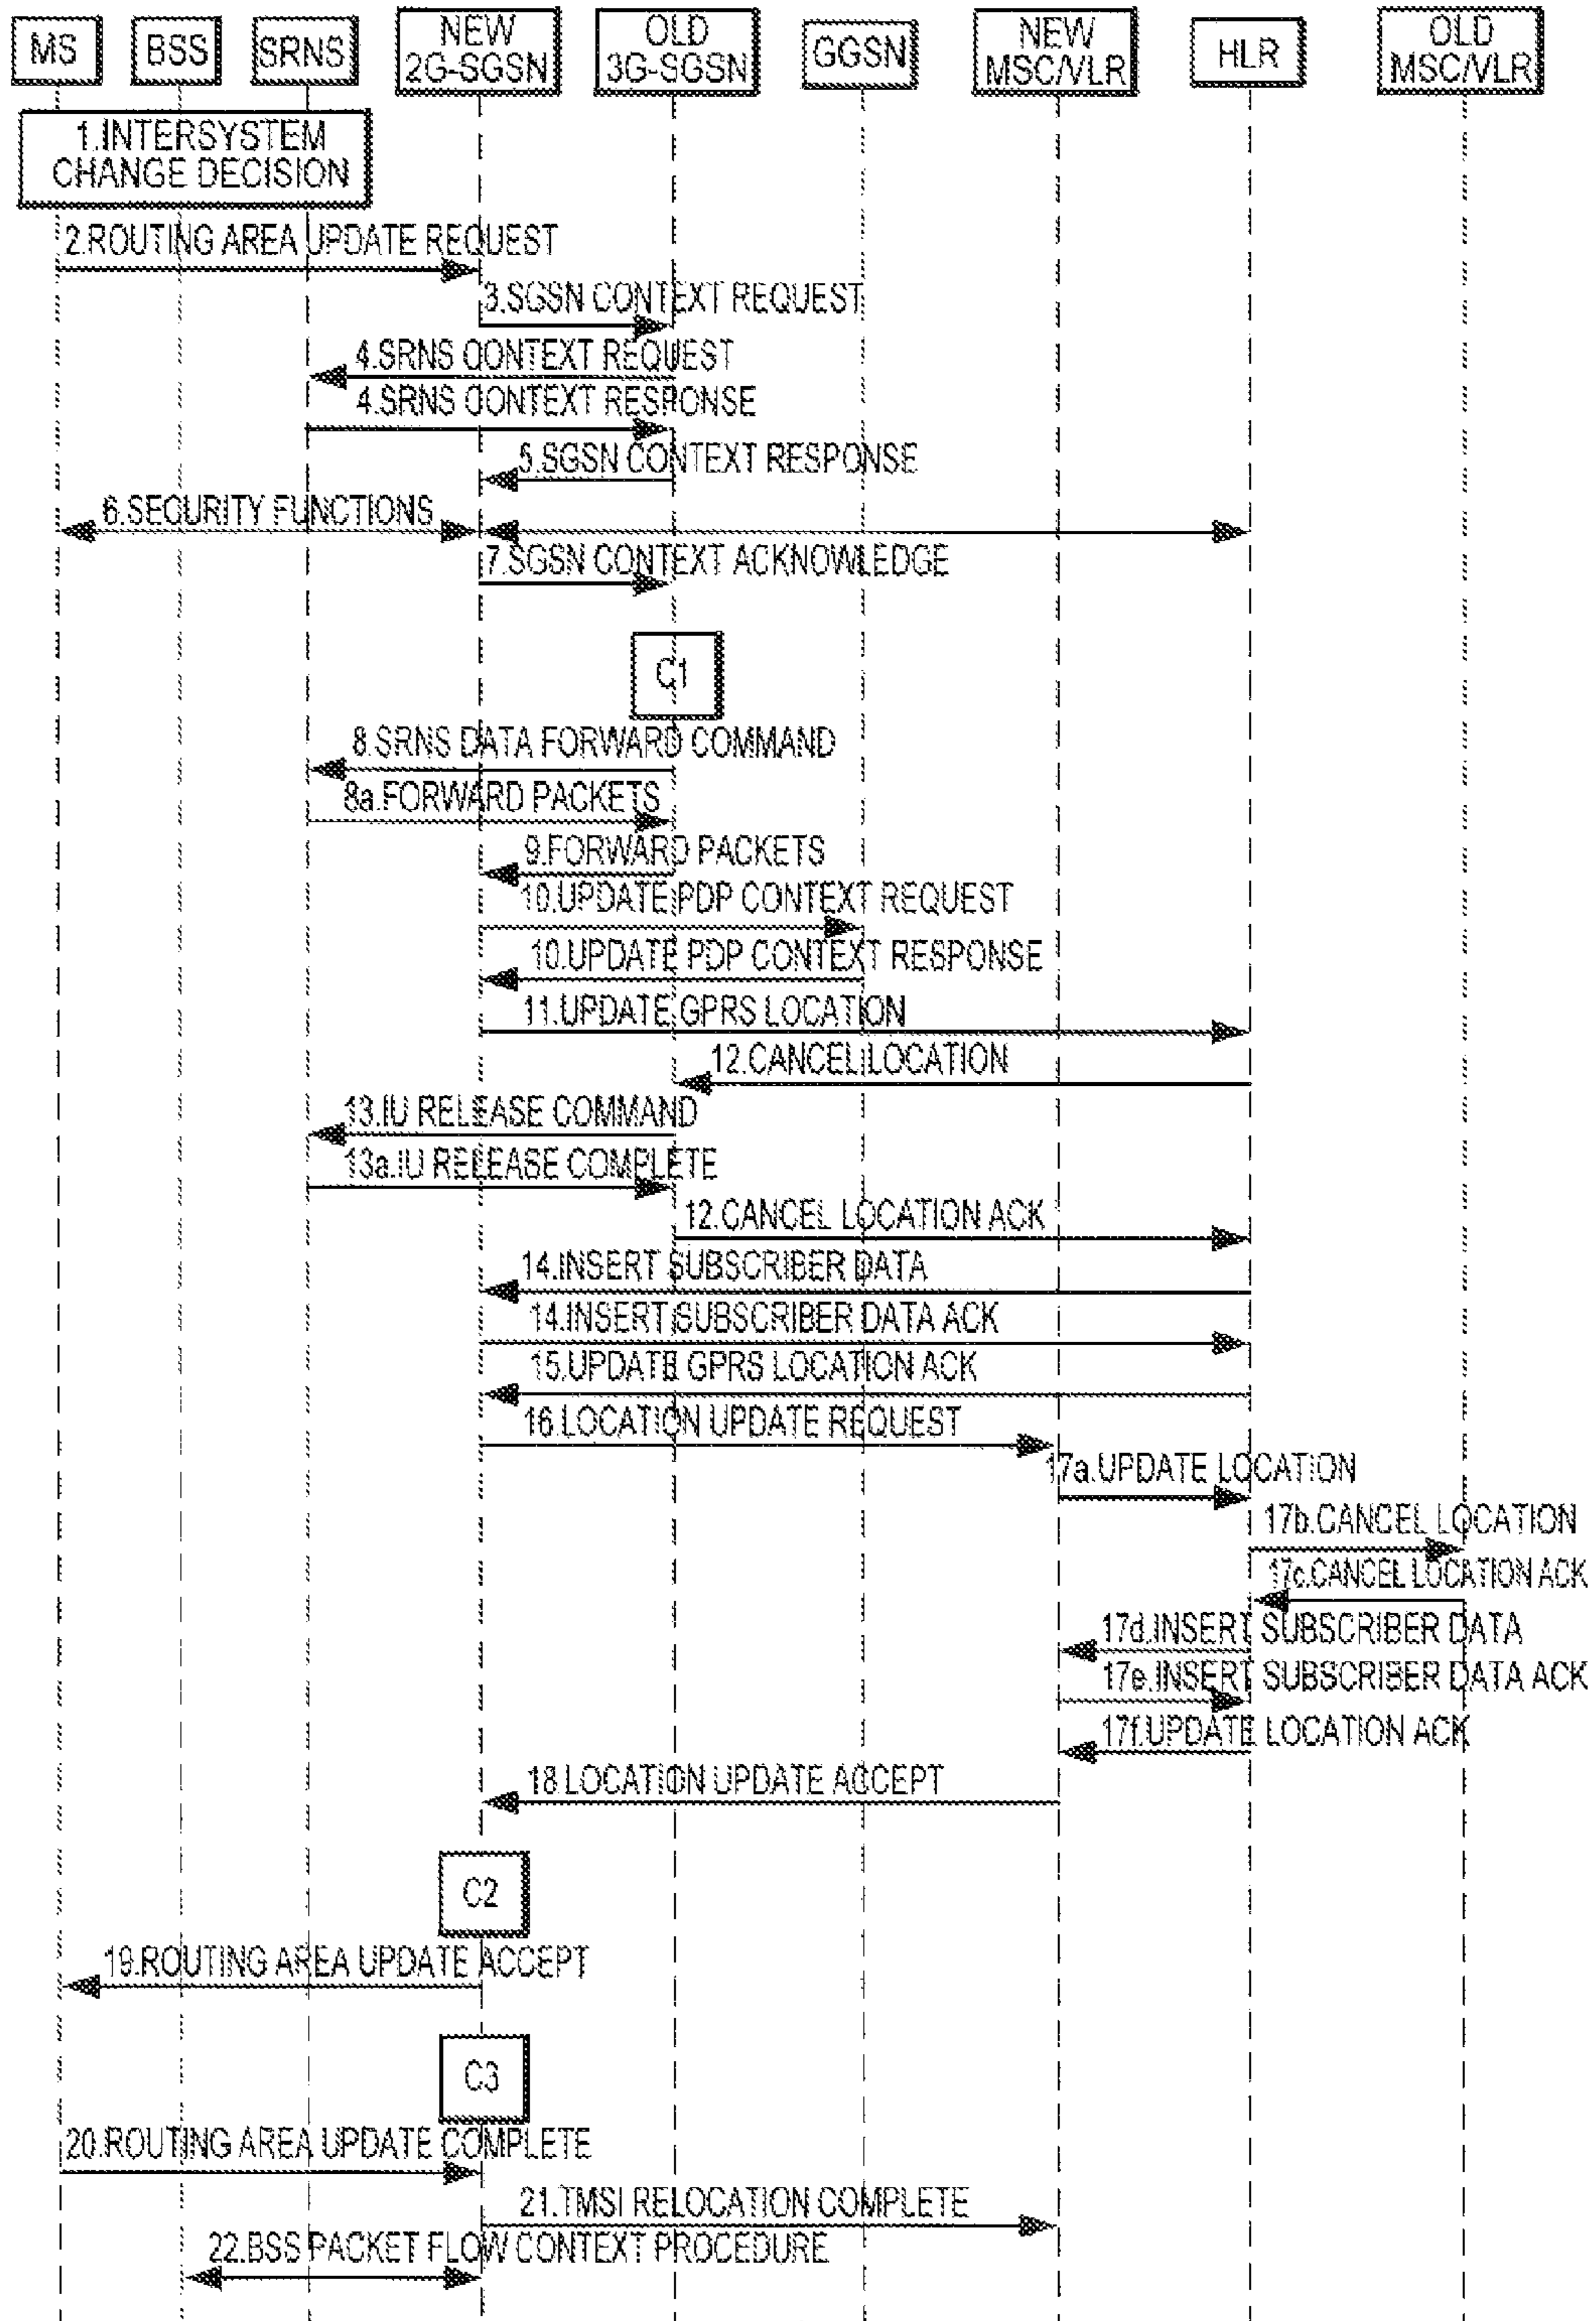 MS
BSS
SRNS
NEW
2G-SGSN
OLD
3G-SGSN
GGSN
NEW
MSC/VLR
HLR
OLD
MSC/VLR
1.INTERSYSTEM
CHANGE DECISION
2.ROUTING AREA UPDATE REQUEST
3.SGSN CONTEXT REQUEST
4.SRNS CONTEXT REQUEST
4.SRNS CONTEXT RESPONSE
5.SGSN CONTEXT RESPONSE
6.SECURITY FUNCTIONS
7.SGSN CONTEXT ACKNOWLEDGE
C1
8.SRNS DATA FORWARD COMMAND
8a.FORWARD PACKETS
9.FORWARD PACKETS
10.UPDATE PDP CONTEXT REQUEST
10.UPDATE PDP CONTEXT RESPONSE
11.UPDATE GPRS LOCATION
12.CANCEL LOCATION
13.IU RELEASE COMMAND
13a.IU RELEASE COMPLETE
12.CANCEL LOCATION ACK
14.INSERT SUBSCRIBER DATA
14.INSERT SUBSCRIBER DATA ACK
15.UPDATE GPRS LOCATION ACK
16.LOCATION UPDATE REQUEST
17a.UPDATE LOCATION
17b.CANCEL LOCATION
17c.CANCEL LOCATION ACK
17d.INSERT SUBSCRIBER DATA
17e.INSERT SUBSCRIBER DATA ACK
17f.UPDATE LOCATION ACK
18.LOCATION UPDATE ACCEPT
C2
19.ROUTING AREA UPDATE ACCEPT
C3
20.ROUTING AREA UPDATE COMPLETE
21.TMSI RELOCATION COMPLETE
22.BSS PACKET FLOW CONTEXT PROCEDURE